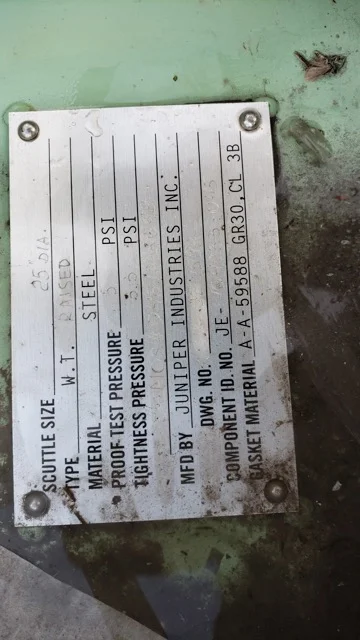 SCUTTLE SIZE 25" DIA.
TYPE W.T. RAISED
MATERIAL STEEL
PROOF TEST PRESSURE PSI
TIGHTNESS PRESSURE PSI
MFD BY JUNIPER INDUSTRIES INC.
DWG. NO.
COMPONENT ID. NO. JE-
GASKET MATERIAL A-A-59588 GR30,CL 3B